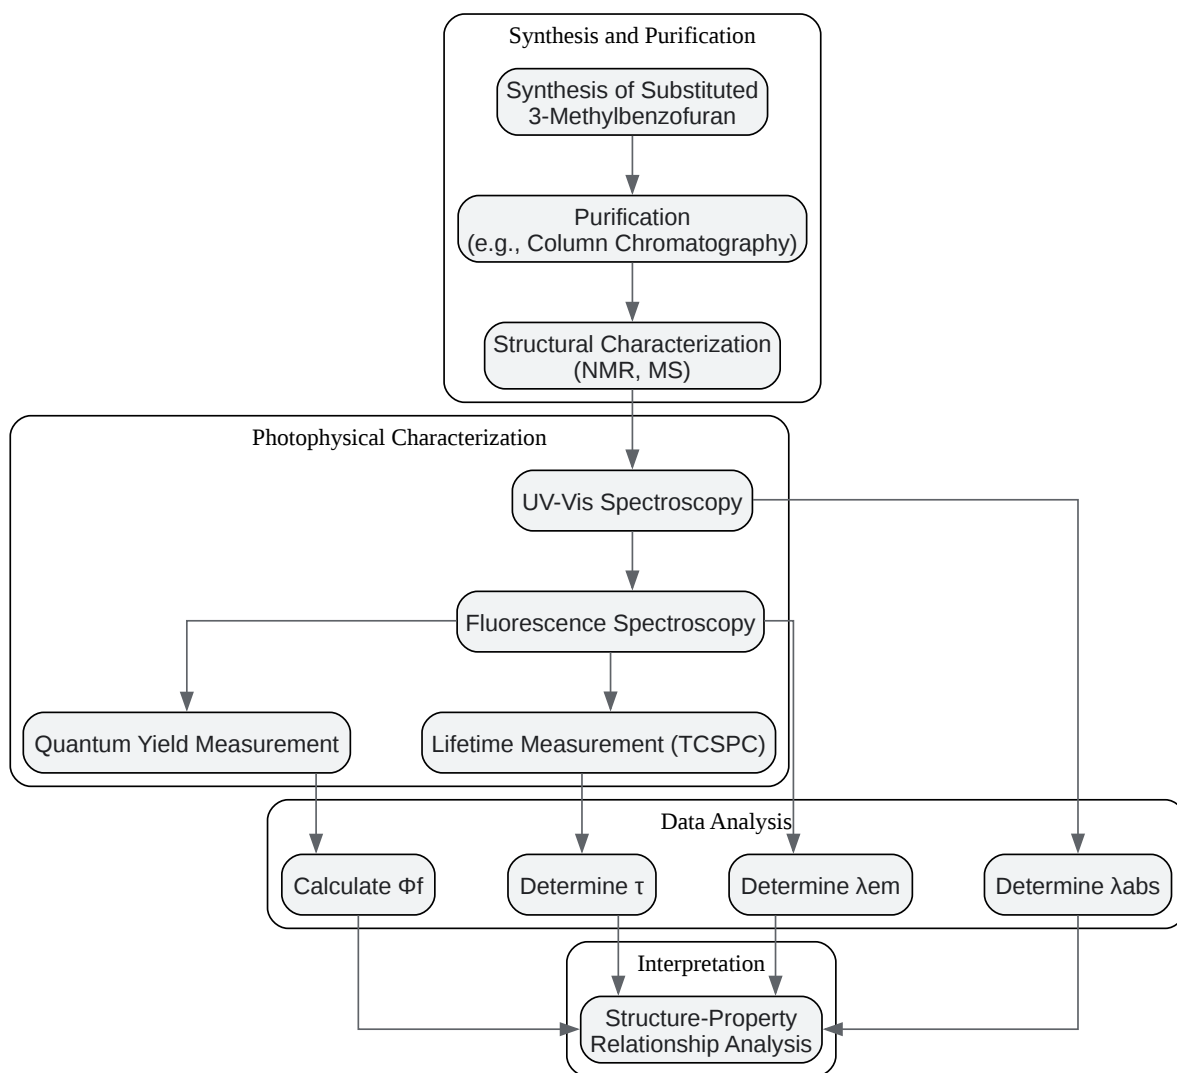 Synthesis and Purification
Synthesis of Substituted
3-Methylbenzofuran
Purification
(e.g., Column Chromatography)
Structural Characterization
(NMR, MS)
Photophysical Characterization
UV-Vis Spectroscopy
Fluorescence Spectroscopy
Quantum Yield Measurement
Lifetime Measurement (TCSPC)
Data Analysis
Calculate Φf
Determine τ
Determine λem
Determine λabs
Interpretation
Structure-Property
Relationship Analysis